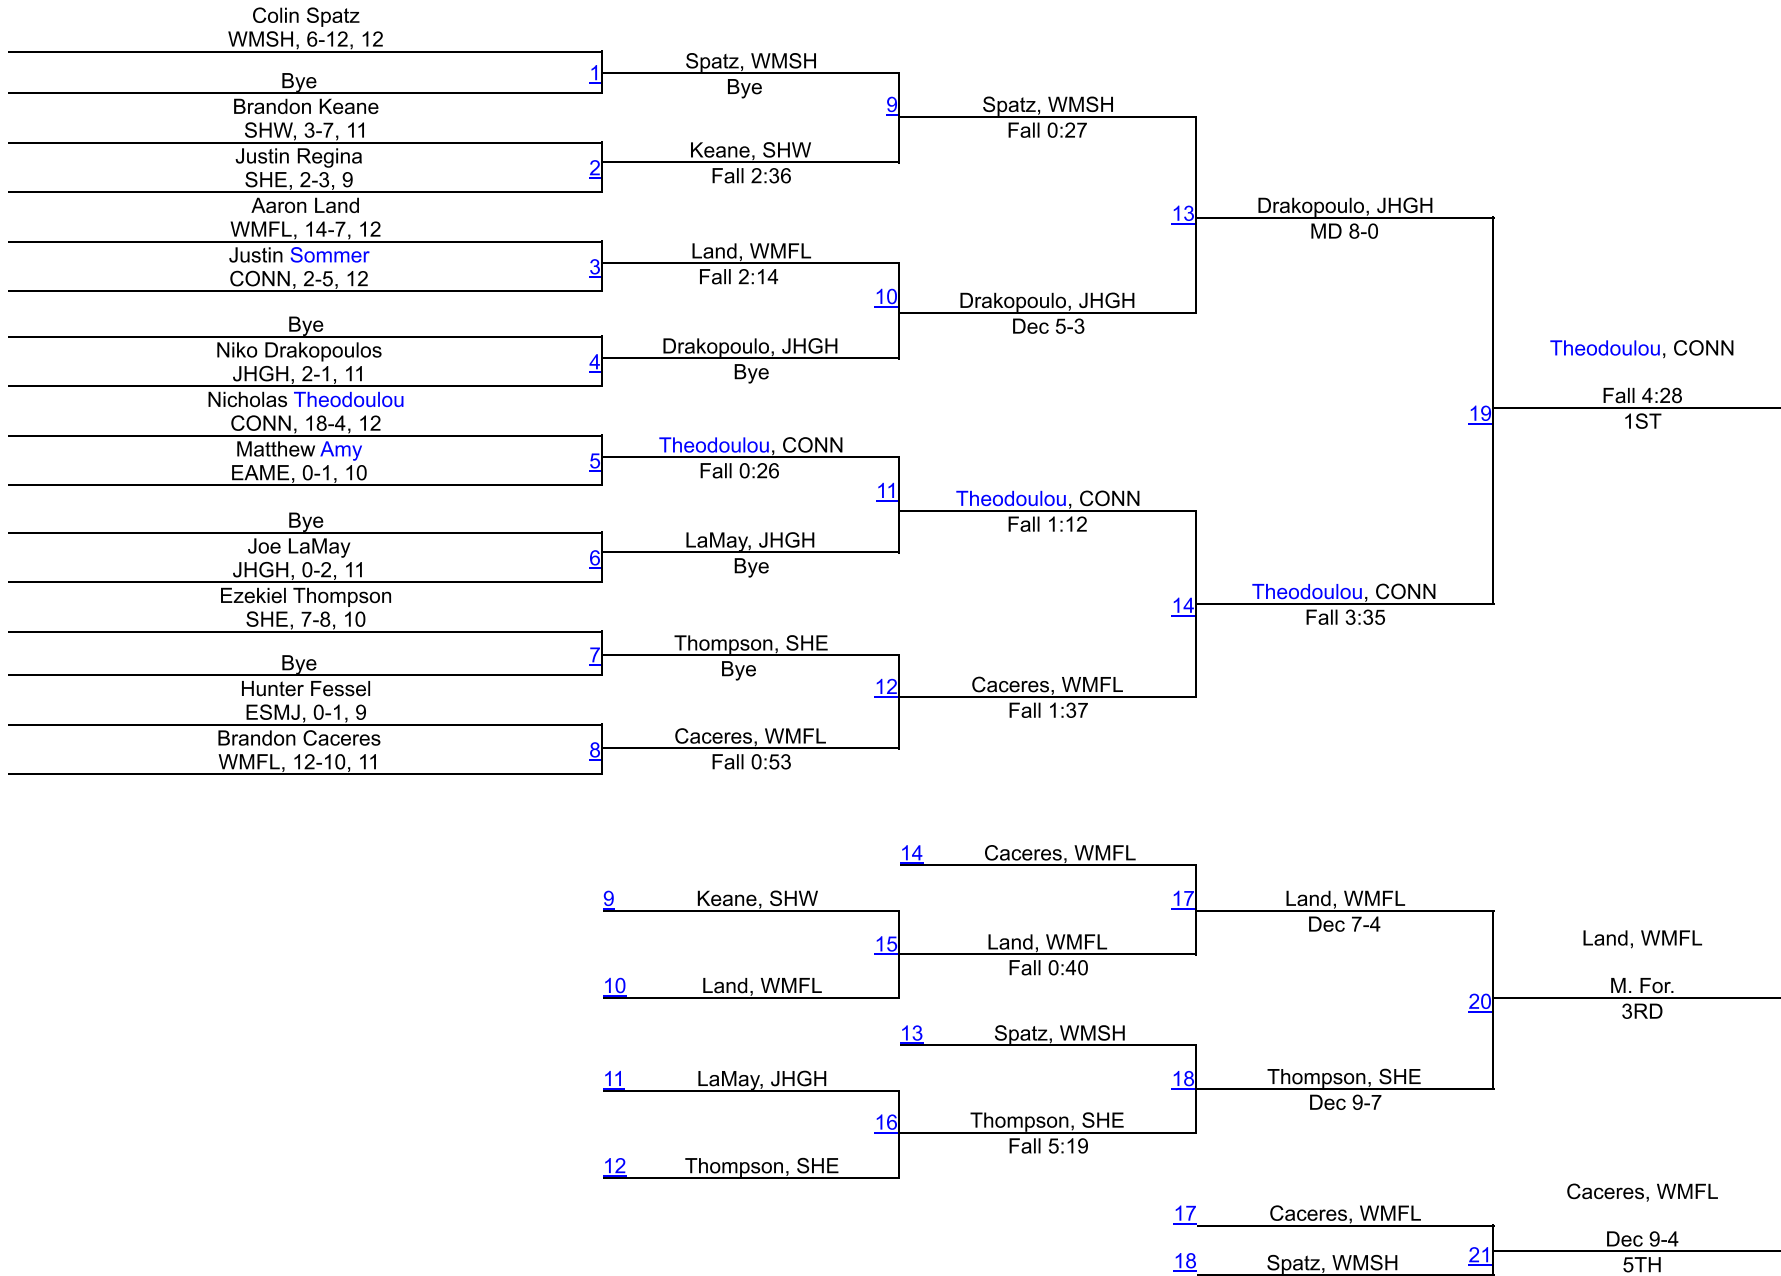 Colin Spatz
WMSH, 6-12, 12
Bye
1
Spatz, WMSH
Bye
Brandon Keane
SHW, 3-7, 11
Justin Regina
SHE, 2-3, 9
2
Keane, SHW
Fall 2:36
9
Spatz, WMSH
Fall 0:27
Aaron Land
WMFL, 14-7, 12
Justin Sommer
CONN, 2-5, 12
3
Land, WMFL
Fall 2:14
Bye
Niko Drakopoulos
JHGH, 2-1, 11
4
Drakopoulo, JHGH
Bye
10
Drakopoulo, JHGH
Dec 5-3
13
Drakopoulo, JHGH
MD 8-0
Nicholas Theodoulou
CONN, 18-4, 12
Matthew Amy
EAME, 0-1, 10
5
Theodoulou, CONN
Fall 0:26
Bye
Joe LaMay
JHGH, 0-2, 11
6
LaMay, JHGH
Bye
11
Theodoulou, CONN
Fall 1:12
Ezekiel Thompson
SHE, 7-8, 10
Bye
7
Thompson, SHE
Bye
Hunter Fessel
ESMJ, 0-1, 9
Brandon Caceres
WMFL, 12-10, 11
8
Caceres, WMFL
Fall 0:53
12
Caceres, WMFL
Fall 1:37
14
Theodoulou, CONN
Fall 3:35
19
Theodoulou, CONN
Fall 4:28
1ST
14
Caceres, WMFL
9
Keane, SHW
10
Land, WMFL
15
Land, WMFL
Fall 0:40
17
Land, WMFL
Dec 7-4
13
Spatz, WMSH
11
LaMay, JHGH
12
Thompson, SHE
16
Thompson, SHE
Fall 5:19
18
Thompson, SHE
Dec 9-7
20
Land, WMFL
M. For.
3RD
17
Caceres, WMFL
18
Spatz, WMSH
21
Caceres, WMFL
Dec 9-4
5TH